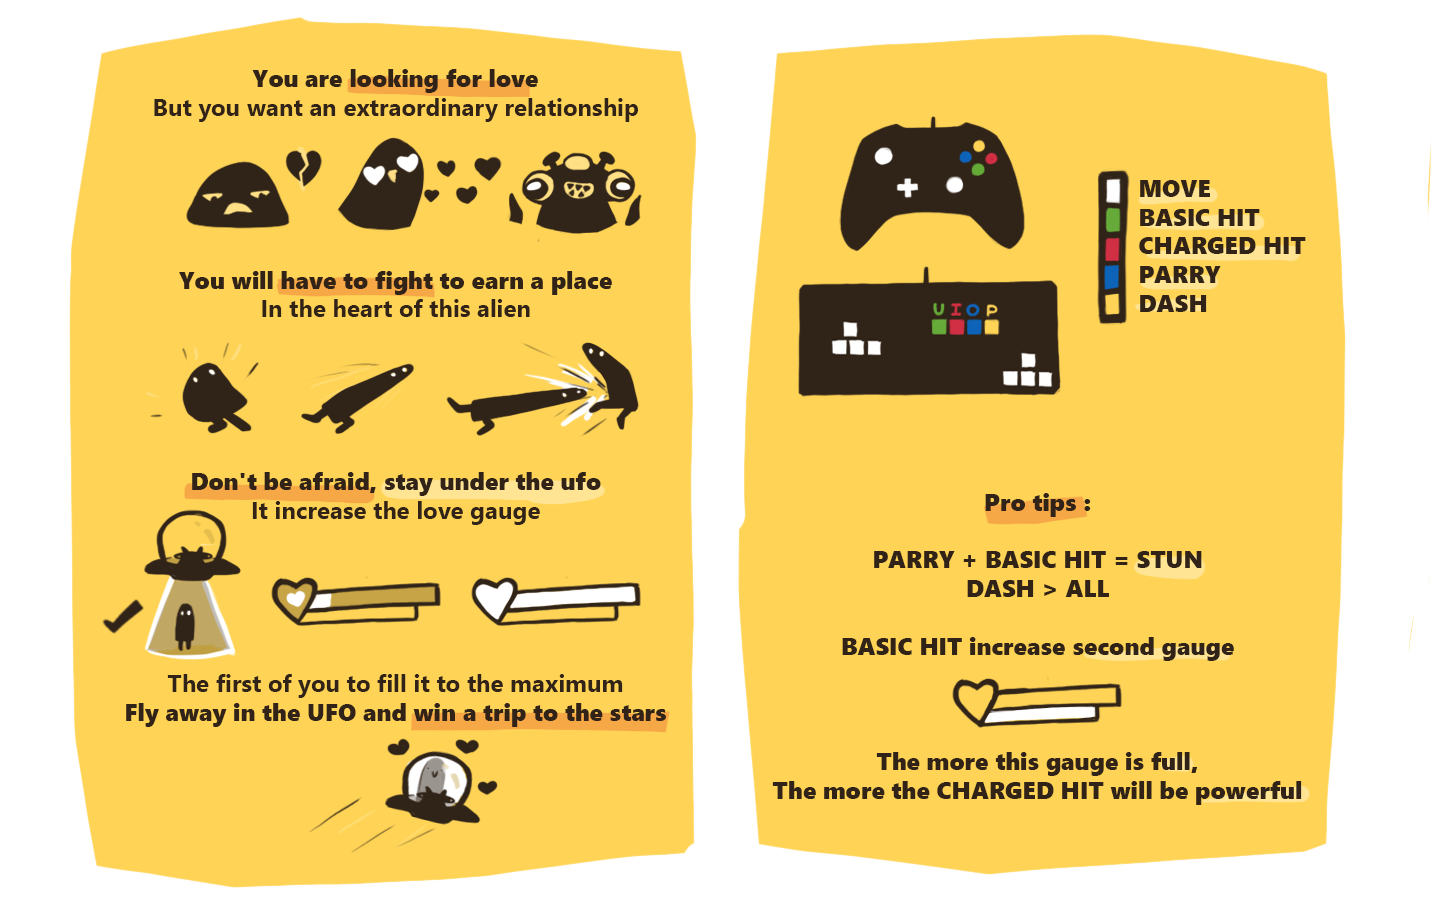 You are looking for love
But you want an extraordinary relationship
You will have to fight to earn a place
In the heart of this alien
Don't be afraid, stay under the ufo
It increase the love gauge
The first of you to fill it to the maximum
Fly away in the UFO and win a trip to the stars
MOVE
BASIC HIT
CHARGED HIT
PARRY
DASH
U I O P
Pro tips :
PARRY + BASIC HIT = STUN
DASH > ALL
BASIC HIT increase second gauge
The more this gauge is full,
The more the CHARGED HIT will be powerful